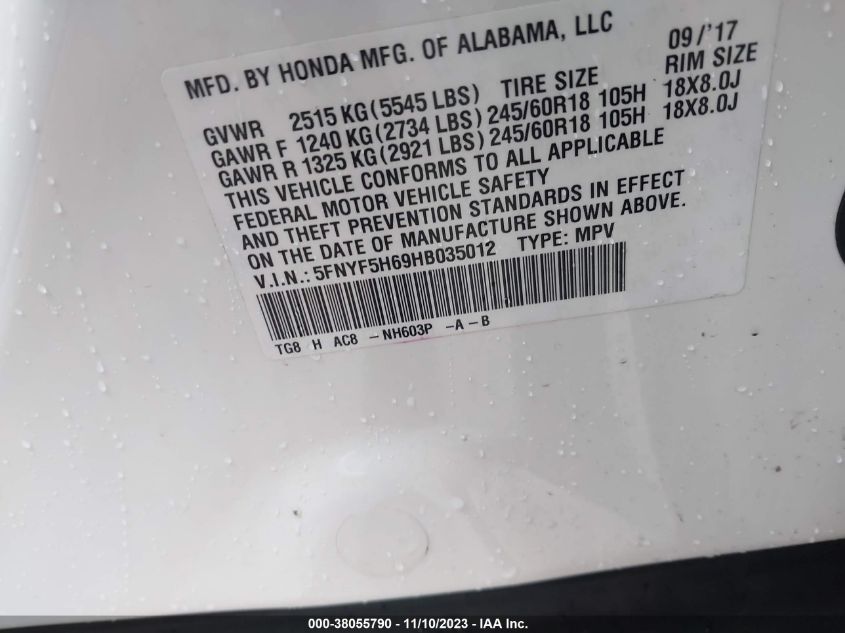 MFD. BY HONDA MFG. OF ALABAMA, LLC 09/'17
GVWR 2515 KG (5545 LBS) TIRE SIZE RIM SIZE
GAWR F 1240 KG (2734 LBS) 245/60R18 105H 18X8.0J
GAWR R 1325 KG (2921 LBS) 245/60R18 105H 18X8.0J
THIS VEHICLE CONFORMS TO ALL APPLICABLE
FEDERAL MOTOR VEHICLE SAFETY
AND THEFT PREVENTION STANDARDS IN EFFECT
ON THE DATE OF MANUFACTURE SHOWN ABOVE.
V.I.N.: 5FNYF5H69HB035012 TYPE: MPV
TG8 H AC8 -NH603P -A-B
000-38055790 - 11/10/2023 - IAA Inc.